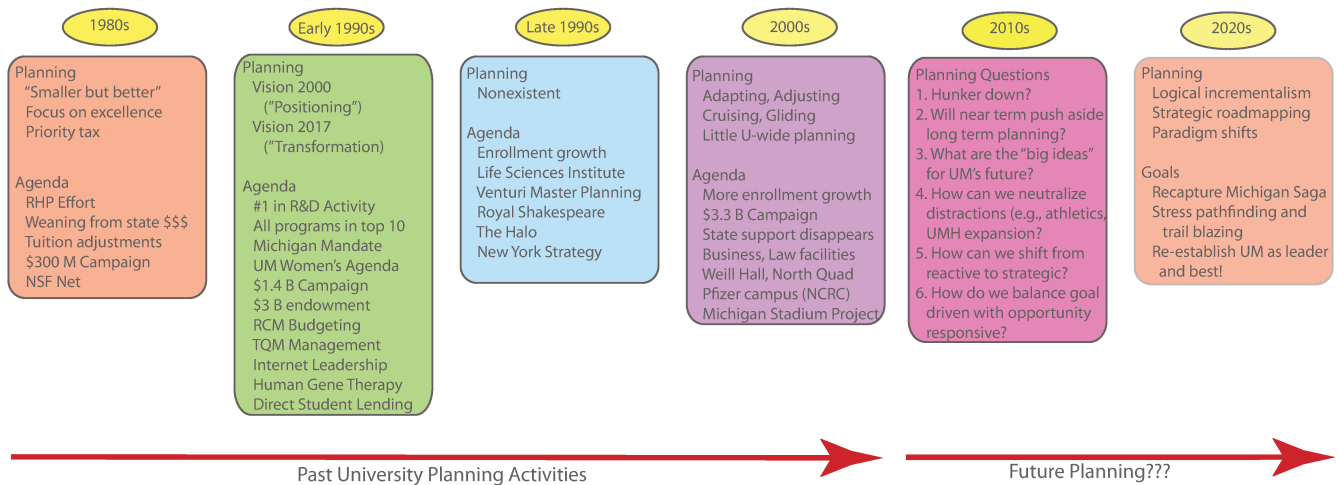 1980s
Planning
“Smaller but better”
Focus on excellence
Priority tax
Agenda
RHP Effort
Weaning from state $$$
Tuition adjustments
$300 M Campaign
NSF Net
Early 1990s
Planning
Vision 2000
(”Positioning”)
Vision 2017
(”Transformation)
Agenda
#1 in R&D Activity
All programs in top 10
Michigan Mandate
UM Women’s Agenda
$1.4 B Campaign
$3 B endowment
RCM Budgeting
TQM Management
Internet Leadership
Human Gene Therapy
Direct Student Lending
Late 1990s
Planning
Nonexistent
Agenda
Enrollment growth
Life Sciences Institute
Venturi Master Planning
Royal Shakespeare
The Halo
New York Strategy
2000s
Planning
Adapting, Adjusting
Cruising, Gliding
Little U-wide planning
Agenda
More enrollment growth
$3.3 B Campaign
State support disappears
Business, Law facilities
Weill Hall, North Quad
Pfizer campus (NCRC)
Michigan Stadium Project
2010s
Planning Questions
1. Hunker down?
2. Will near term push aside
long term planning?
3. What are the “big ideas”
for UM’s future?
4. How can we neutralize
distractions (e.g., athletics,
UMH expansion?
5. How can we shift from
reactive to strategic?
6. How do we balance goal
driven with opportunity
responsive?
2020s
Planning
Logical incrementalism
Strategic roadmapping
Paradigm shifts
Goals
Recapture Michigan Saga
Stress pathfinding and
trail blazing
Re-establish UM as leader
and best!
Past University Planning Activities
Future Planning???